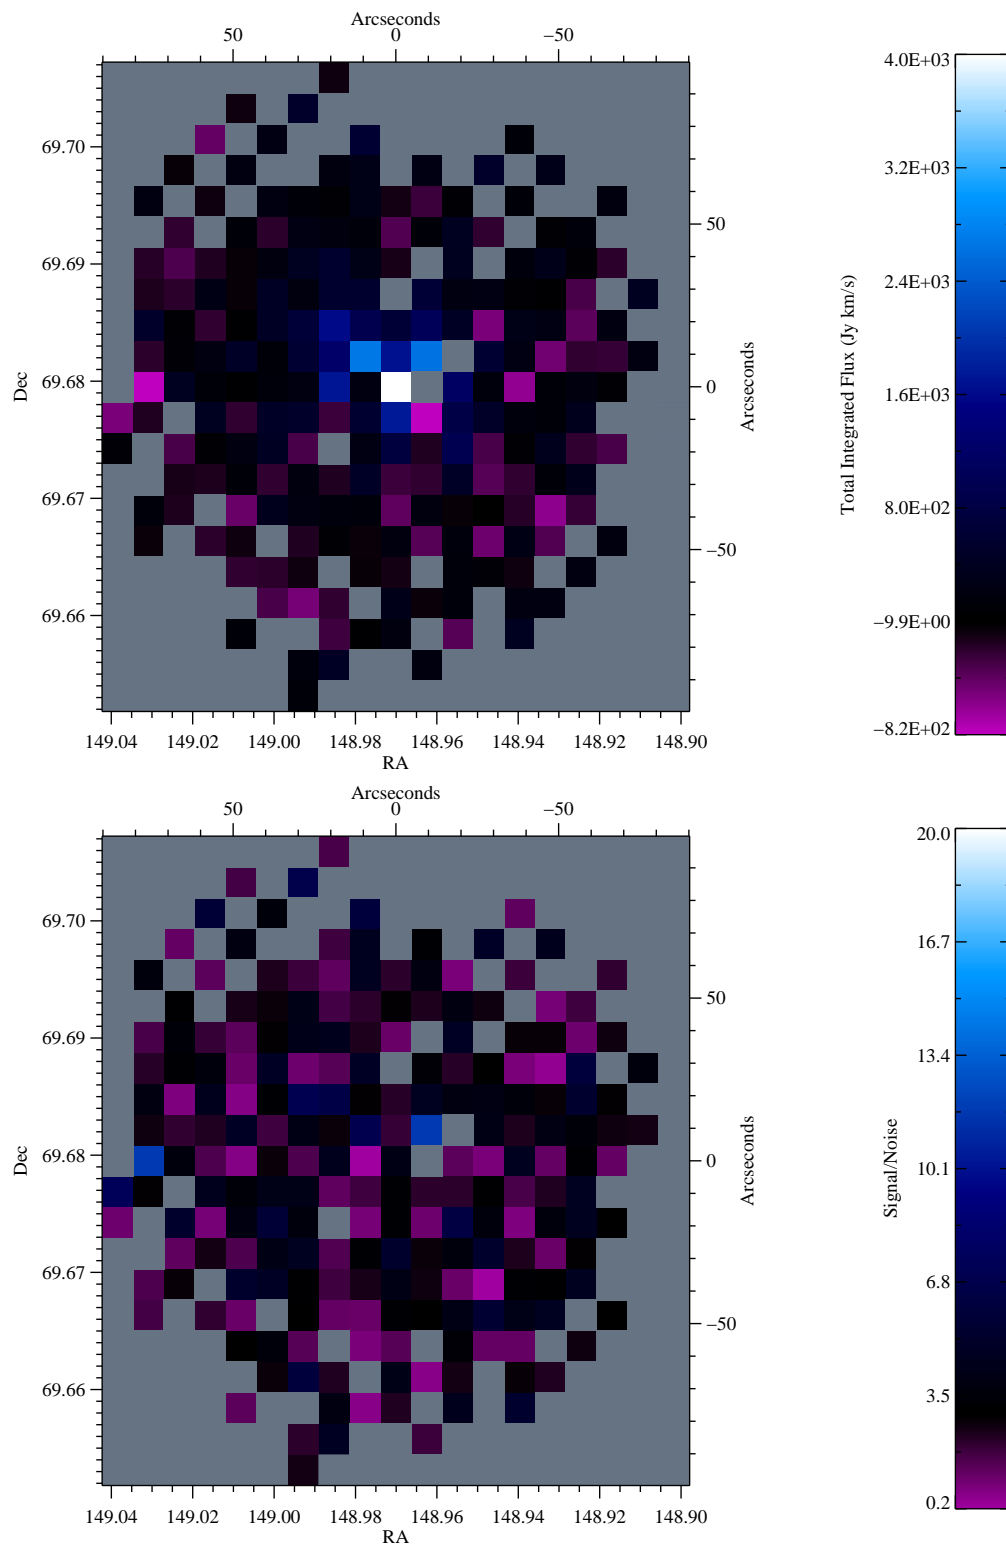 Arcseconds
50 0 −50
4.0E+03
3.2E+03
2.4E+03
1.6E+03
8.0E+02
−9.9E+00
−8.2E+02
Total Integrated Flux (Jy km/s)
69.70
69.69
69.68
69.67
69.66
Dec
50
0
−50
Arcseconds
149.04 149.02 149.00 148.98 148.96 148.94 148.92 148.90
RA
Arcseconds
50 0 −50
20.0
16.7
13.4
10.1
6.8
3.5
0.2
Signal/Noise
69.70
69.69
69.68
69.67
69.66
Dec
50
0
−50
Arcseconds
149.04 149.02 149.00 148.98 148.96 148.94 148.92 148.90
RA